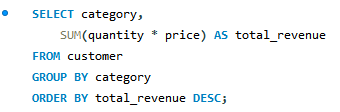 SELECT category,
SUM(quantity * price) AS total_revenue
FROM customer
GROUP BY category
ORDER BY total_revenue DESC;